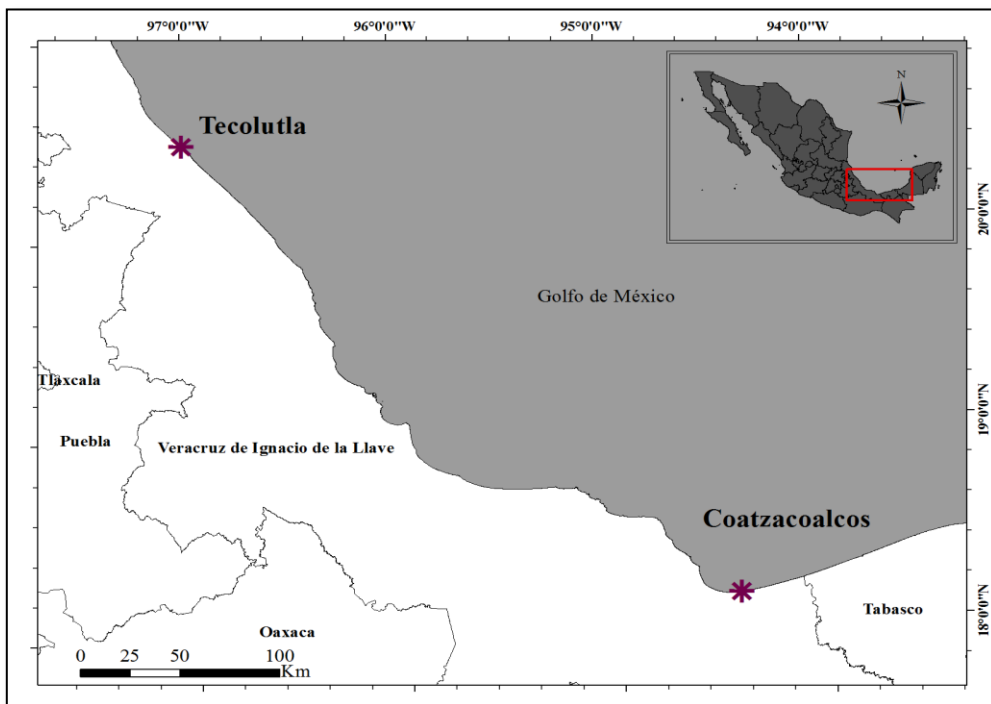 97°0'0"W 96°0'0"W 95°0'0"W 94°0'0"W
N
Tecolutla
20°0'0"N
Golfo de México
Tlaxcala
19°0'0"N
Puebla
Veracruz de Ignacio de la Llave
Coatzacoalcos
18°0'0"N
Tabasco
Oaxaca
0 25 50 100
Km